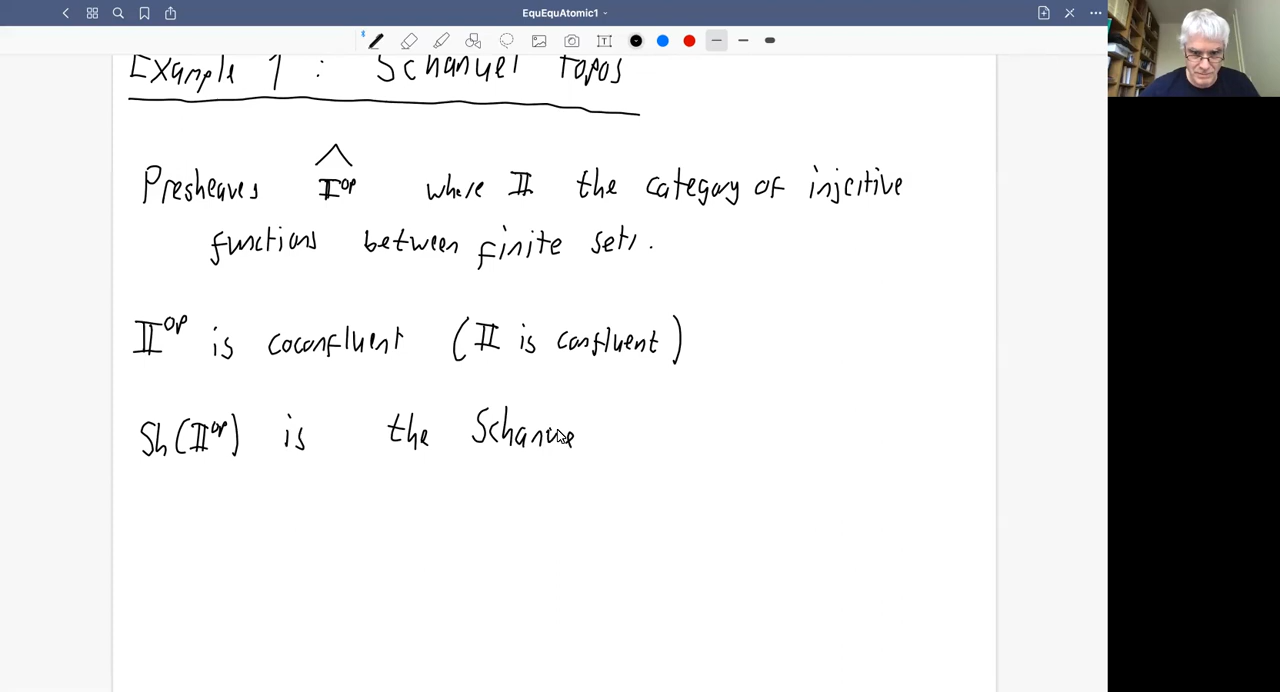 EquEquAtomic1
Example 1 : Schanuel Topos
Presheaves 𝕀^op^ where 𝕀 the category of injective
functions between finite sets.
𝕀^op is coconfluent (𝕀 is confluent)
Sh(𝕀^op) is the Schanue